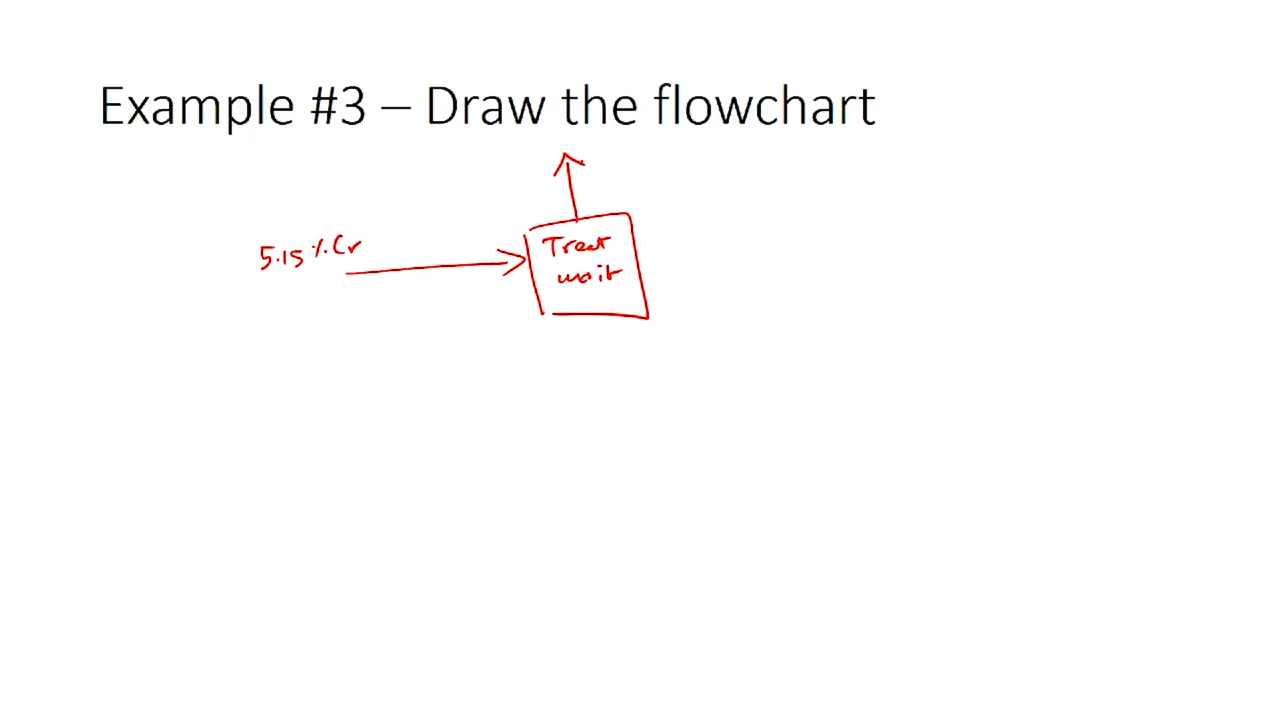 Example #3 – Draw the flowchart
5.15 %.Cr
Treat
unit